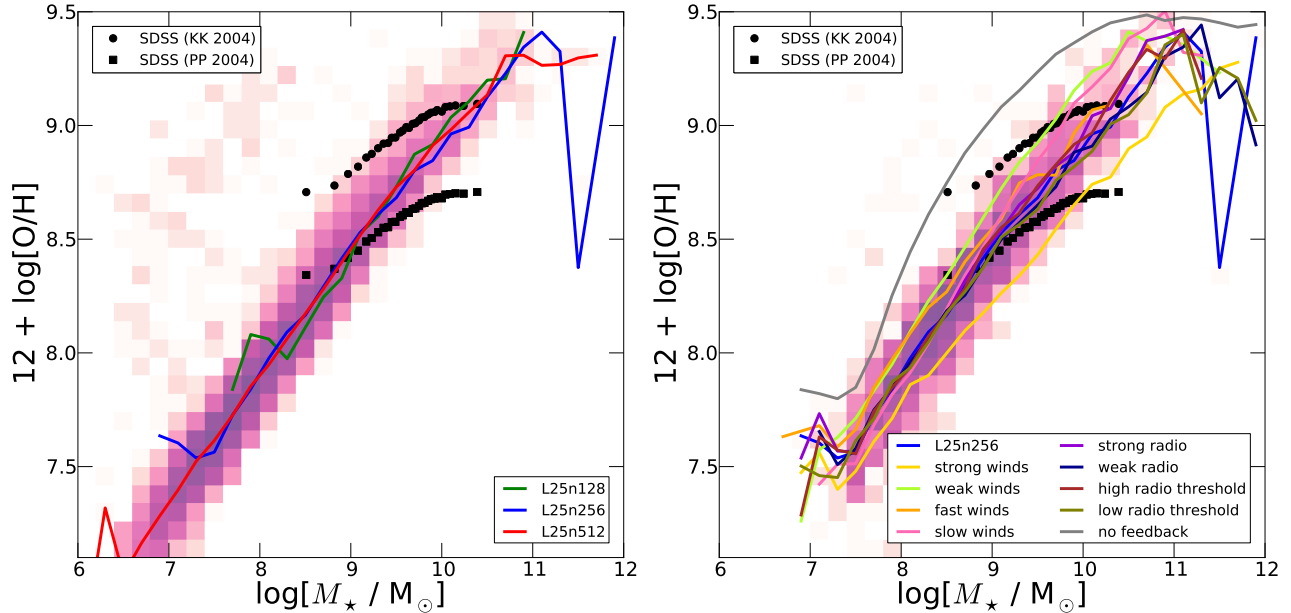 SDSS (KK 2004)
SDSS (PP 2004)
12 + log[O/H]
9.5
9.0
8.5
8.0
7.5
L25n128
L25n256
L25n512
5 6 7 8 9 10 11 12
log[M⋆ / M⊙]
SDSS (KK 2004)
SDSS (PP 2004)
12 + log[O/H]
9.5
9.0
8.5
8.0
7.5
L25n256
strong winds
weak winds
fast winds
slow winds
strong radio
weak radio
high radio threshold
low radio threshold
no feedback
6 7 8 9 10 11 12
log[M⋆ / M⊙]